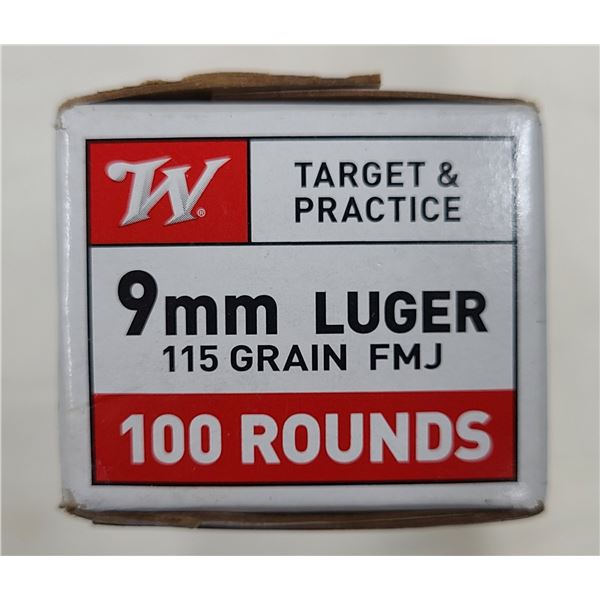 W®
TARGET &
PRACTICE
9mm LUGER
115 GRAIN FMJ
100 ROUNDS